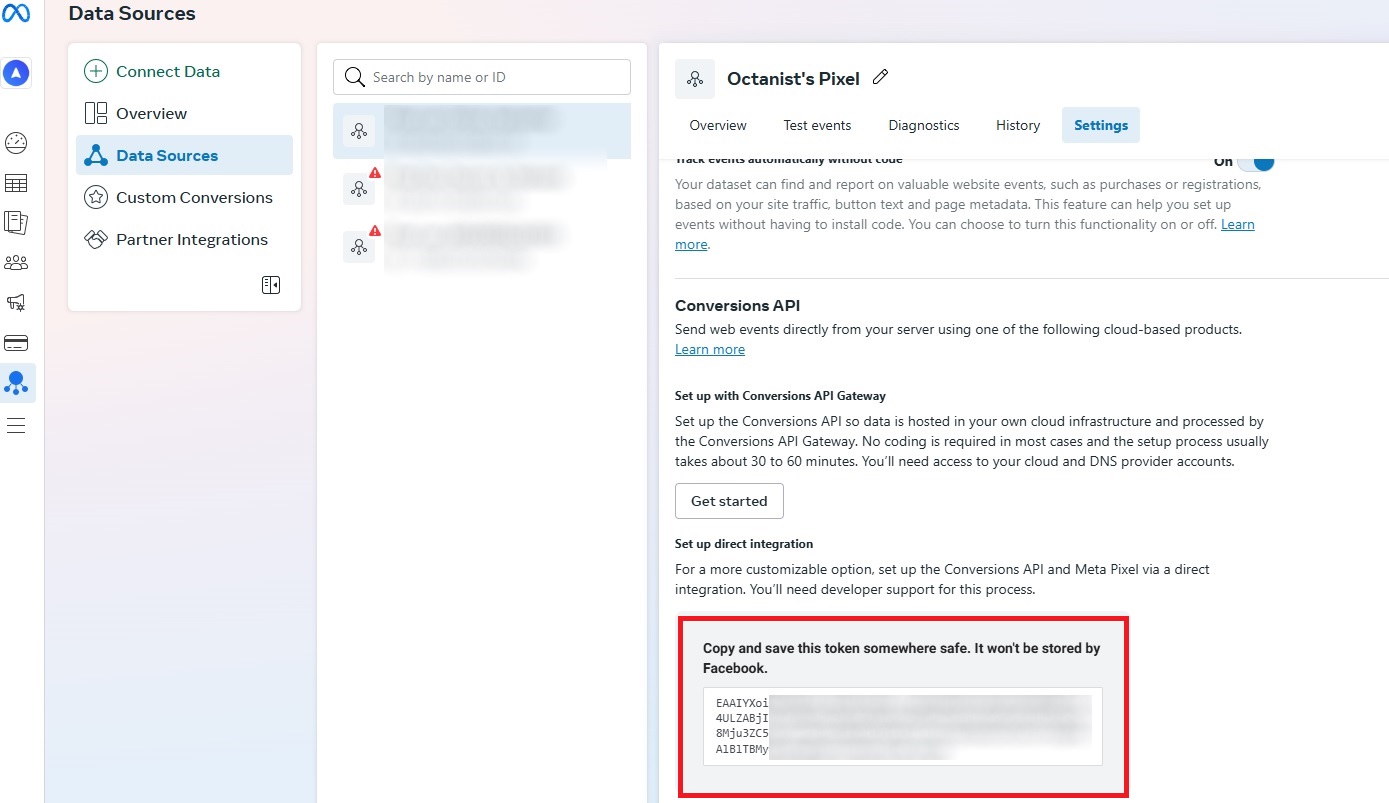 Data Sources
Connect Data
Overview
Data Sources
Custom Conversions
Partner Integrations
Search by name or ID
Octanist's Pixel
Overview
Test events
Diagnostics
History
Settings
Track events automatically without code
On
Your dataset can find and report on valuable website events, such as purchases or registrations,
based on your site traffic, button text and page metadata. This feature can help you set up
events without having to install code. You can choose to turn this functionality on or off. Learn
more.
Conversions API
Send web events directly from your server using one of the following cloud-based products.
Learn more
Set up with Conversions API Gateway
Set up the Conversions API so data is hosted in your own cloud infrastructure and processed by
the Conversions API Gateway. No coding is required in most cases and the setup process usually
takes about 30 to 60 minutes. You’ll need access to your cloud and DNS provider accounts.
Get started
Set up direct integration
For a more customizable option, set up the Conversions API and Meta Pixel via a direct
integration. You’ll need developer support for this process.
Copy and save this token somewhere safe. It won't be stored by
Facebook.
EAAIYXoi
4ULZABjI
8Mju3ZC5
A1BlTBMy